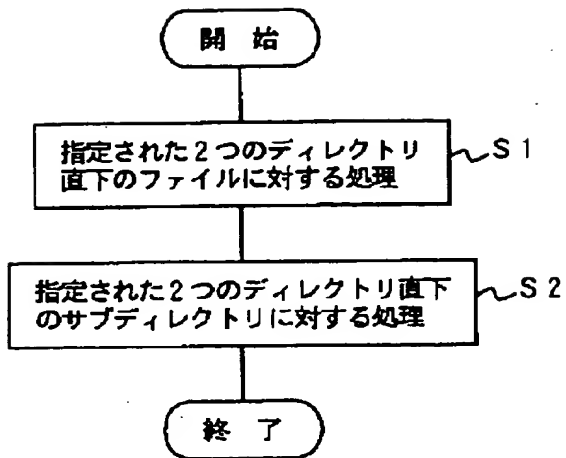 開始
指定された2つのディレクトリ
直下のファイルに対する処理
S1
指定された2つのディレクトリ直下
のサブディレクトリに対する処理
S2
終了